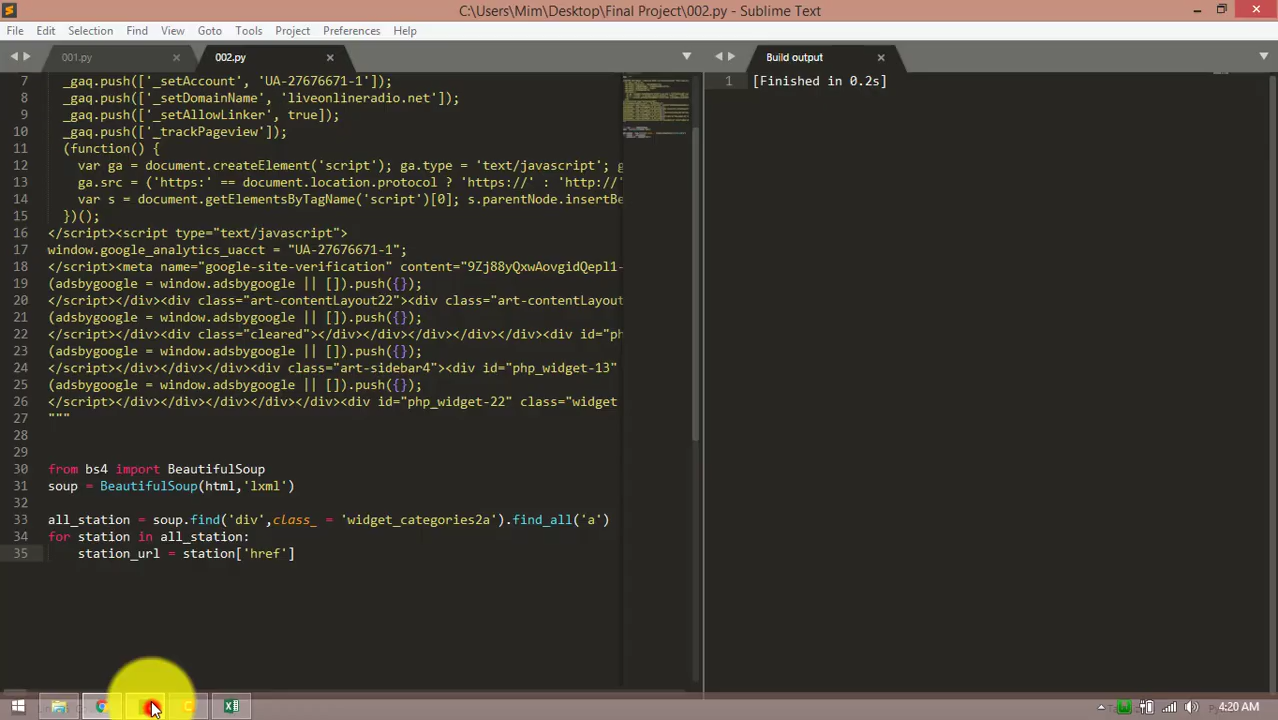 C:\Users\Mim\Desktop\Final Project\002.py - Sublime Text
File Edit Selection Find View Goto Tools Project Preferences Help
001.py 002.py
7 _gaq.push(['_setAccount', 'UA-27676671-1']);
8 _gaq.push(['_setDomainName', 'liveonlineradio.net']);
9 _gaq.push(['_setAllowLinker', true]);
10 _gaq.push(['_trackPageview']);
11 (function() {
12 var ga = document.createElement('script'); ga.type = 'text/javascript'; g
13 ga.src = ('https:' == document.location.protocol ? 'https://' : 'http://'
14 var s = document.getElementsByTagName('script')[0]; s.parentNode.insertBe
15 })();
16 </script><script type="text/javascript">
17 window.google_analytics_uacct = "UA-27676671-1";
18 </script><meta name="google-site-verification" content="9Zj88yQxwAovgidQepl1-
19 (adsbygoogle = window.adsbygoogle || []).push({});
20 </script></div><div class="art-contentLayout22"><div class="art-contentLayout
21 (adsbygoogle = window.adsbygoogle || []).push({});
22 </script><div class="cleared"></div></div></div></div></div><div id="ph
23 (adsbygoogle = window.adsbygoogle || []).push({});
24 </script></div></div></div><div class="art-sidebar4"><div id="php_widget-13"
25 (adsbygoogle = window.adsbygoogle || []).push({});
26 </script></div></div></div></div></div><div id="php_widget-22" class="widget
27 """
28
29
30 from bs4 import BeautifulSoup
31 soup = BeautifulSoup(html,'lxml')
32
33 all_station = soup.find('div',class_ = 'widget_categories2a').find_all('a')
34 for station in all_station:
35 station_url = station['href']
Build output
1 [Finished in 0.2s]
4:20 AM